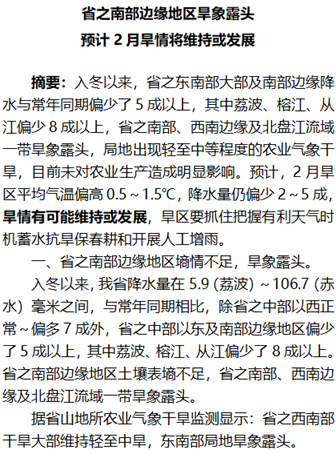 省之南部边缘地区旱象露头
预计 2 月旱情将维持或发展
摘要：入冬以来，省之东南部大部及南部边缘降
水与常年同期偏少了 5 成以上，其中荔波、榕江、从
江偏少 8 成以上，省之南部、西南缘及北盘江流域
一带旱象露头，局地出现轻至中等程度的农业气象干
旱，目前未对农业生产造成明显影响。预计，2 月旱
区平均气温偏高 0.5～1.5℃，降水量仍偏少 2～5 成，
旱情有可能维持或发展，旱区要抓住把握有利天气时
机蓄水抗旱保春耕和开展人工增雨。
一、省之南部边缘地区墒情不足，旱象露头。
入冬以来，我省降水量在 5.9（荔波）～106.7（赤
水）毫米之间，与常年同期相比，除省之中部以西正
常～偏多 7 成外，省之中部以东及南部边缘地区偏少
了 5 成以上，其中荔波、榕江、从江偏少了 8 成以上。
省之南部边缘地区土壤表墒不足，省之南部、西南边
缘及北盘江流域一带旱象露头。
据省山地所农业气象干旱监测显示：省之西南部
干旱大部维持轻至中旱，东南部局地旱象露头。